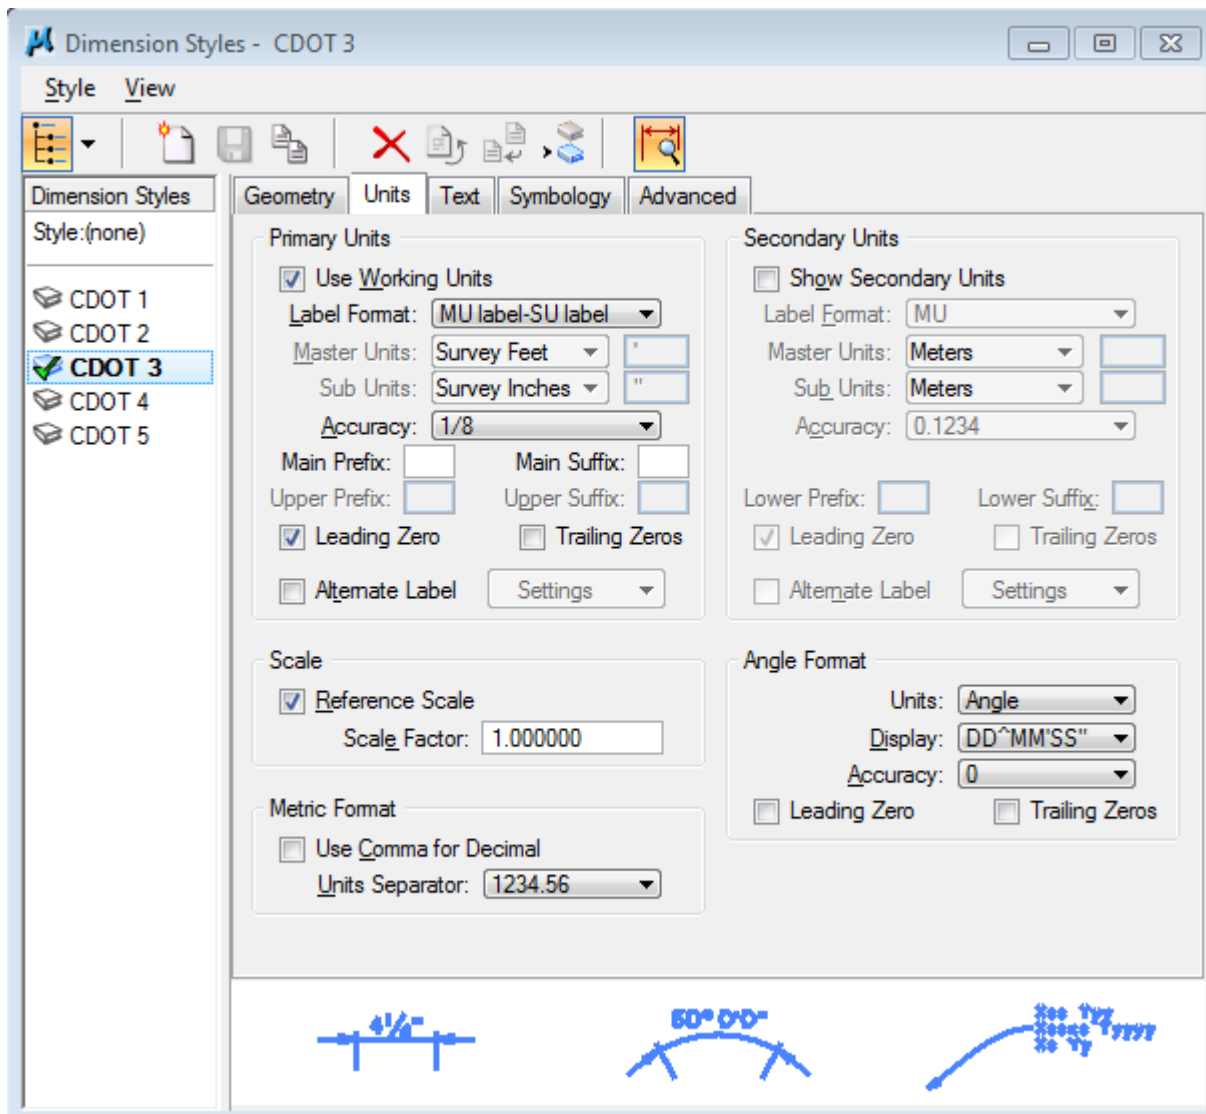 Dimension Styles - CDOT 3
Style View
Dimension Styles
Style:(none)
CDOT 1
CDOT 2
CDOT 3
CDOT 4
CDOT 5
Geometry Units Text Symbology Advanced
Primary Units
Use Working Units
Label Format: MU label-SU label
Master Units: Survey Feet '
Sub Units: Survey Inches "
Accuracy: 1/8
Main Prefix: Main Suffix:
Upper Prefix: Upper Suffix:
Leading Zero Trailing Zeros
Alternate Label Settings
Secondary Units
Show Secondary Units
Label Format: MU
Master Units: Meters
Sub Units: Meters
Accuracy: 0.1234
Lower Prefix: Lower Suffix:
Leading Zero Trailing Zeros
Alternate Label Settings
Scale
Reference Scale
Scale Factor: 1.000000
Angle Format
Units: Angle
Display: DD^MM'SS"
Accuracy: 0
Leading Zero Trailing Zeros
Metric Format
Use Comma for Decimal
Units Separator: 1234.56
4¼"